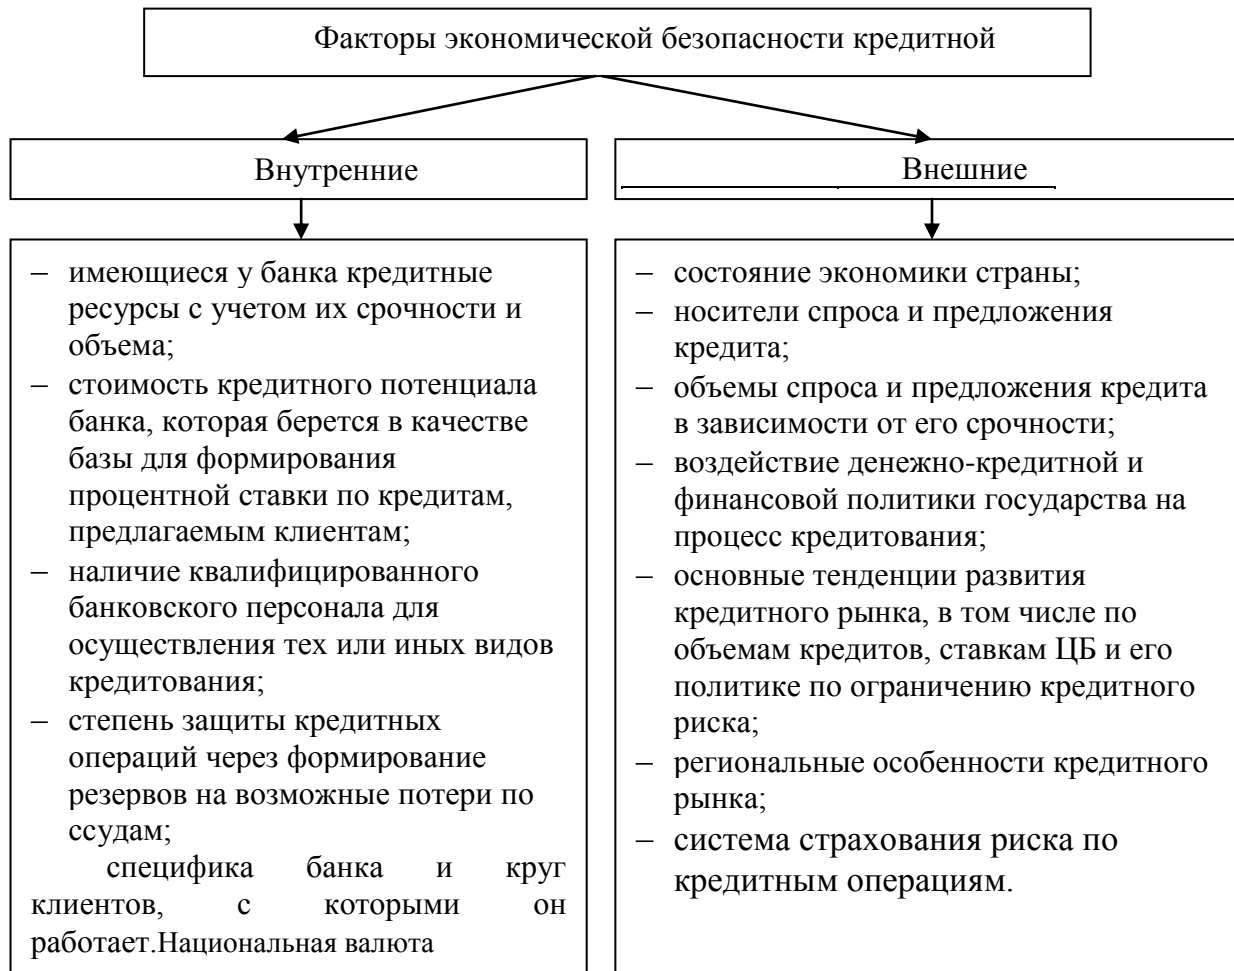 Факторы экономической безопасности кредитной
Внутренние
Внешние
– имеющиеся у банка кредитные
ресурсы с учетом их срочности и
объема;
– стоимость кредитного потенциала
банка, которая берется в качестве
базы для формирования
процентной ставки по кредитам,
предлагаемым клиентам;
– наличие квалифицированного
банковского персонала для
осуществления тех или иных видов
кредитования;
– степень защиты кредитных
операций через формирование
резервов на возможные потери по
ссудам;
специфика банка и круг
клиентов, с которыми он
работает.Национальная валюта
– состояние экономики страны;
– носители спроса и предложения
кредита;
– объемы спроса и предложения кредита
в зависимости от его срочности;
– воздействие денежно-кредитной и
финансовой политики государства на
процесс кредитования;
– основные тенденции развития
кредитного рынка, в том числе по
объемам кредитов, ставкам ЦБ и его
политике по ограничению кредитного
риска;
– региональные особенности кредитного
рынка;
– система страхования риска по
кредитным операциям.